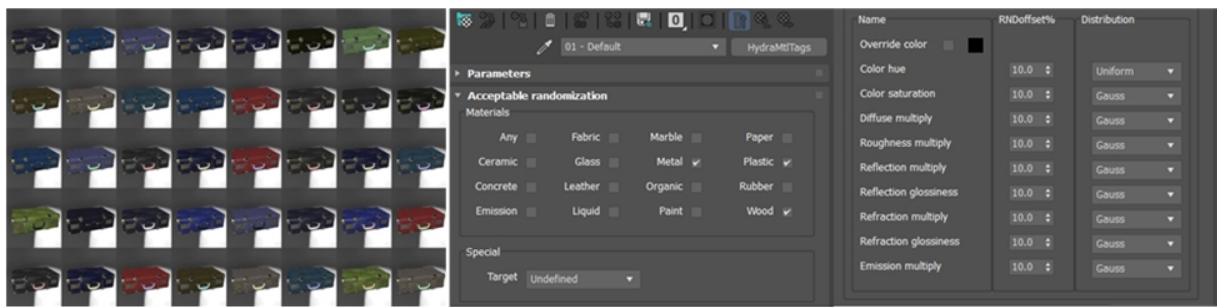 0
01 - Default
HydraMtlTags
Parameters
Acceptable randomization
Materials
Any Fabric Marble Paper
Ceramic Glass Metal Plastic
Concrete Leather Organic Rubber
Emission Liquid Paint Wood
Special
Target Undefined
Name RNDoffset% Distribution
Override color
Color hue 10.0 Uniform
Color saturation 10.0 Gauss
Diffuse multiply 10.0 Gauss
Roughness multiply 10.0 Gauss
Reflection multiply 10.0 Gauss
Reflection glossiness 10.0 Gauss
Refraction multiply 10.0 Gauss
Refraction glossiness 10.0 Gauss
Emission multiply 10.0 Gauss